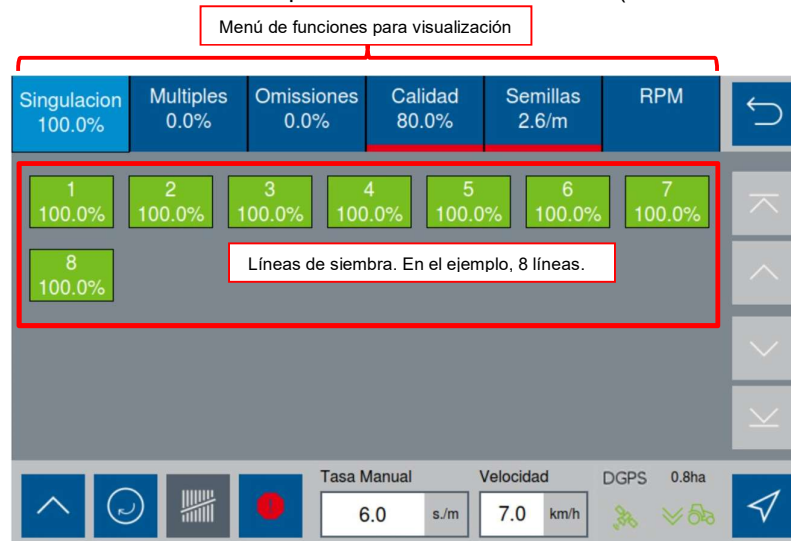 Menú de funciones para visualización
Singulacion
100.0%
Multiples
0.0%
Omissiones
0.0%
Calidad
80.0%
Semillas
2.6/m
RPM
1
100.0%
2
100.0%
3
100.0%
4
100.0%
5
100.0%
6
100.0%
7
100.0%
8
100.0%
Líneas de siembra. En el ejemplo, 8 líneas.
Tasa Manual
6.0 s./m
Velocidad
7.0 km/h
DGPS
0.8ha